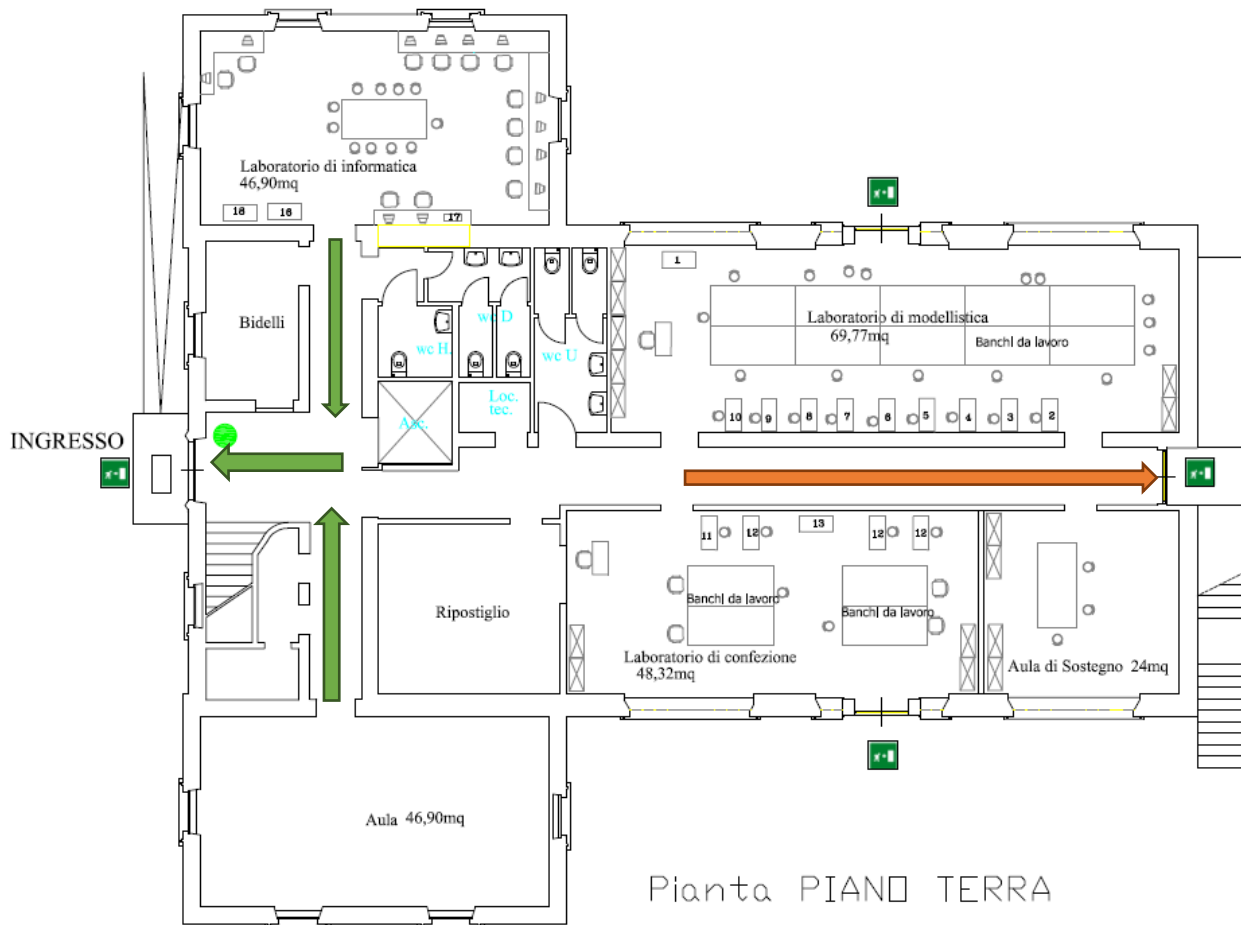 Laboratorio di informatica
46,90mq
18
16
17
Bidelli
wc D
wc H.
wc U
Loc.
tec.
Asc.
INGRESSO
1
Laboratorio di modellistica
69,77mq
Banchi da lavoro
10
9
8
7
6
5
4
3
2
11
12
13
12
12
Ripostiglio
Banchi da lavoro
Banchi da lavoro
Laboratorio di confezione
48,32mq
Aula di Sostegno 24mq
Aula 46,90mq
Pianta PIANO TERRA